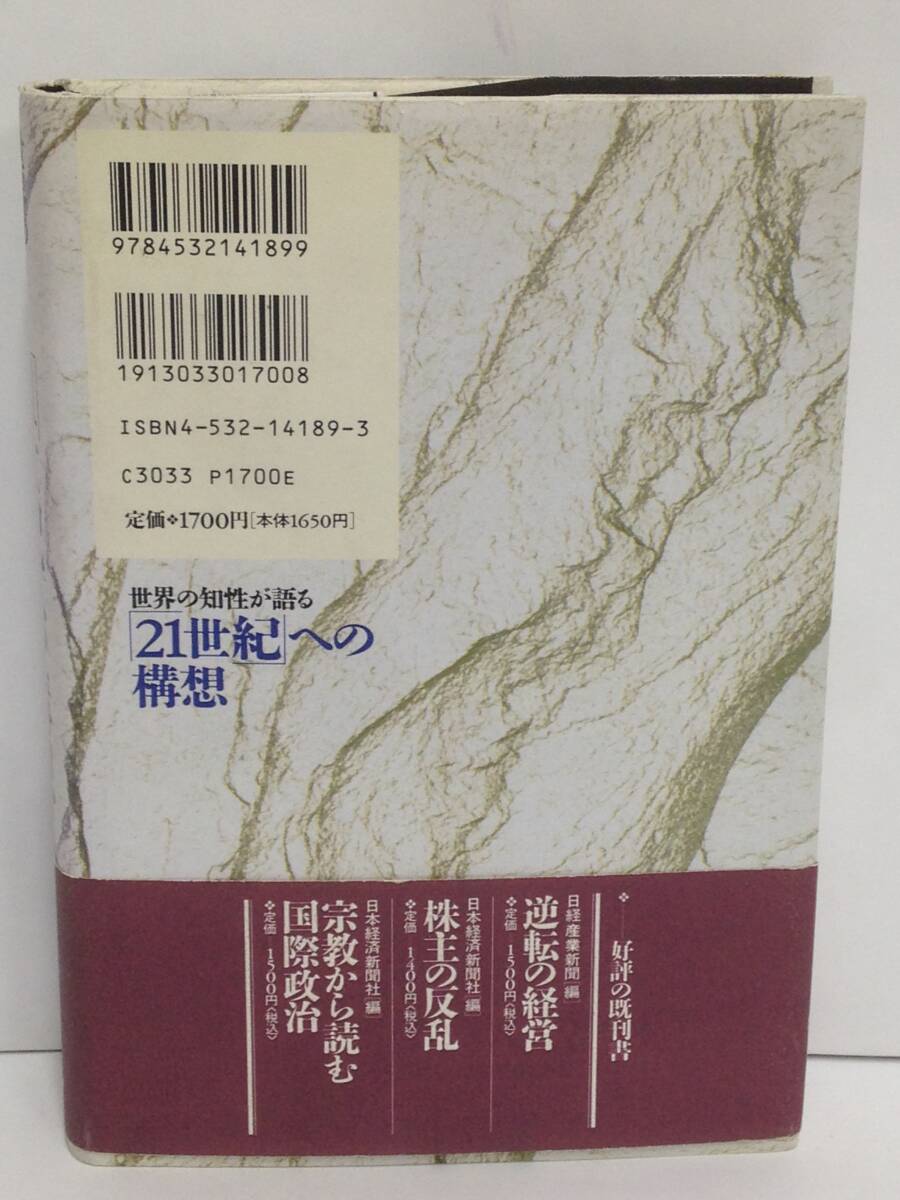 9784532141899
1913033017008
ISBN4-532-14189-3
C3033 P1700E
定価❖1700円[本体1650円]
世界の知性が語る
「21世紀」への
構想
❖──好評の既刊書
日経産業新聞[編]
逆転の経営
❖定価──1500円〈税込〉
日本経済新聞社[編]
株主の反乱
❖定価──1,400円〈税込〉
日本経済新聞社[編]
宗教から読む
国際政治
❖定価──1500円〈税込〉